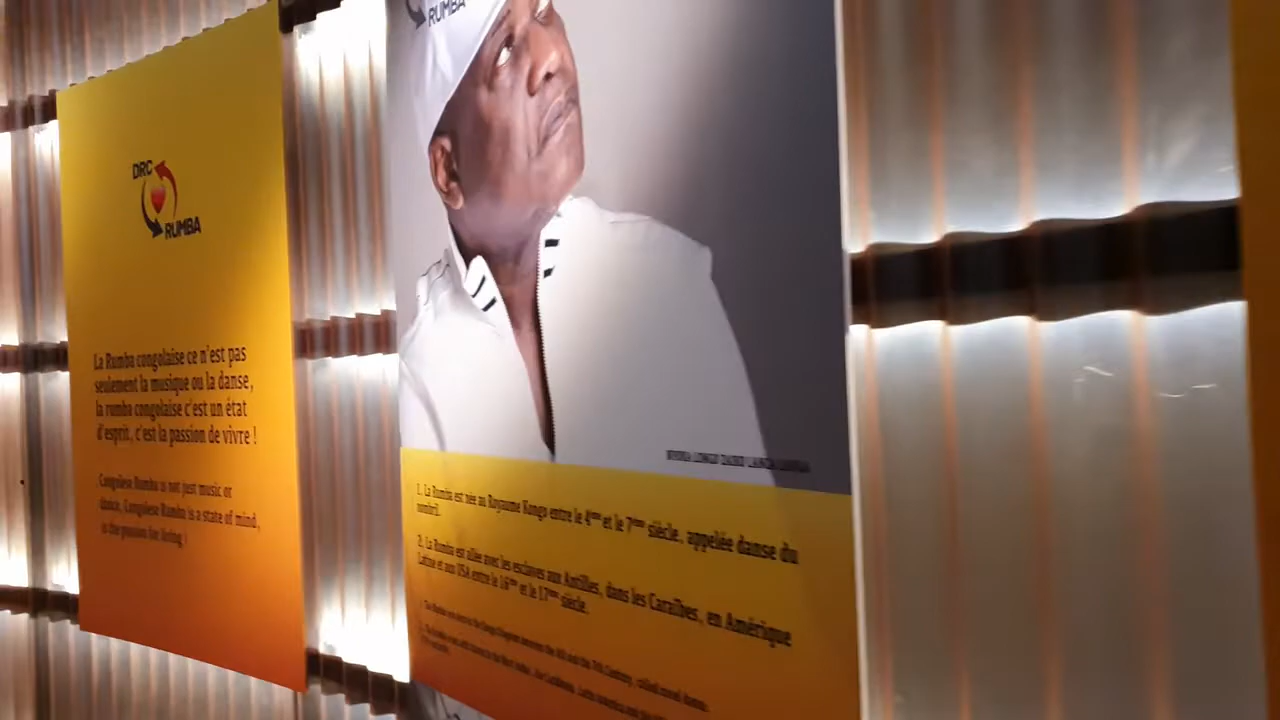 DRC
RUMBA
La Rumba congolaise ce n'est pas
seulement la musique ou la danse,
la rumba congolaise c'est un état
d'esprit, c'est la passion de vivre !
Congolese Rumba is not just music or
dance, Congolese Rumba is a state of mind,
is the passion for living !
RUMBA
1. La Rumba est née au Royaume Kongo entre le 4ème et le 7ème siècle, appelée danse du
nombril.
2. La Rumba est allée avec les esclaves aux Antilles, dans les Caraïbes, en Amérique
Latine et aux USA entre le 16ème et le 17ème siècle.